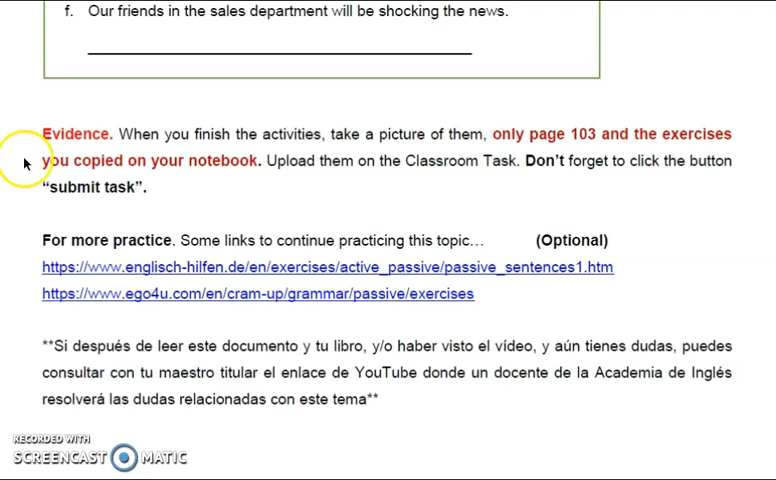 f. Our friends in the sales department will be shocking the news.
Evidence. When you finish the activities, take a picture of them, only page 103 and the exercises
you copied on your notebook. Upload them on the Classroom Task. Don't forget to click the button
“submit task”.
For more practice. Some links to continue practicing this topic… (Optional)
https://www.englisch-hilfen.de/en/exercises/active_passive/passive_sentences1.htm
https://www.ego4u.com/en/cram-up/grammar/passive/exercises
**Si después de leer este documento y tu libro, y/o haber visto el vídeo, y aún tienes dudas, puedes
consultar con tu maestro titular el enlace de YouTube donde un docente de la Academia de Inglés
resolverá las dudas relacionadas con este tema**
RECORDED WITH
SCREENCAST MATIC